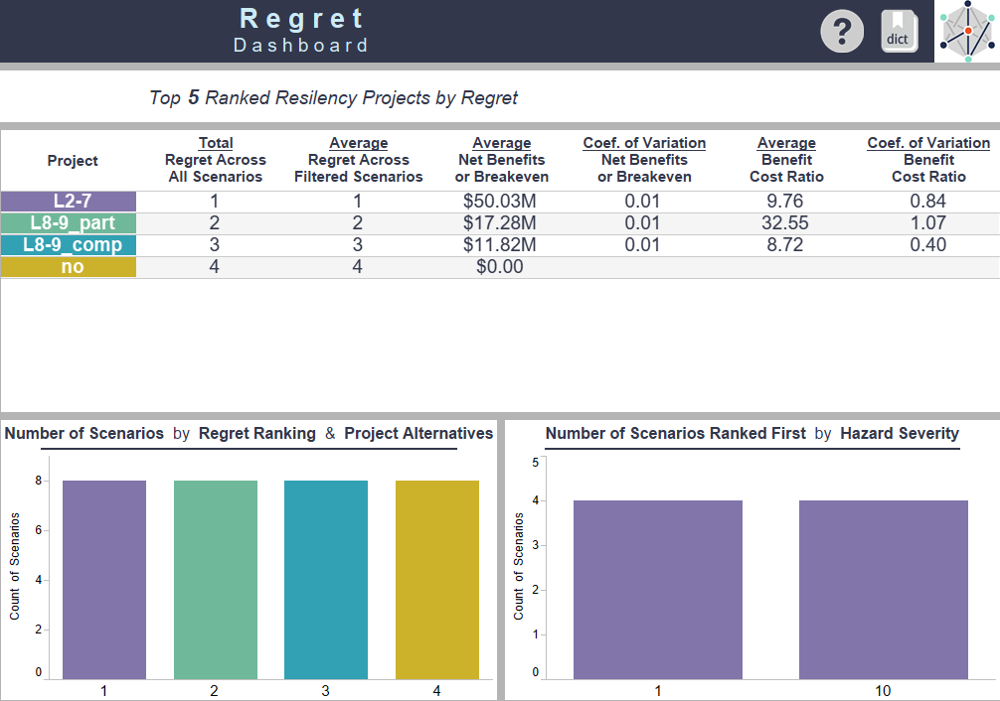 Regret
Dashboard
?
dict
Top 5 Ranked Resilency Projects by Regret
Project
Total
Regret Across
All Scenarios
Average
Regret Across
Filtered Scenarios
Average
Net Benefits
or Breakeven
Coef. of Variation
Net Benefits
or Breakeven
Average
Benefit
Cost Ratio
Coef. of Variation
Benefit
Cost Ratio
L2-7 1 1 $50.03M 0.01 9.76 0.84
L8-9_part 2 2 $17.28M 0.01 32.55 1.07
L8-9_comp 3 3 $11.82M 0.01 8.72 0.40
no 4 4 $0.00
Number of Scenarios by Regret Ranking & Project Alternatives
Count of Scenarios
8
6
4
2
0
1 2 3 4
Number of Scenarios Ranked First by Hazard Severity
Count of Scenarios
5
4
3
2
1
0
1 10